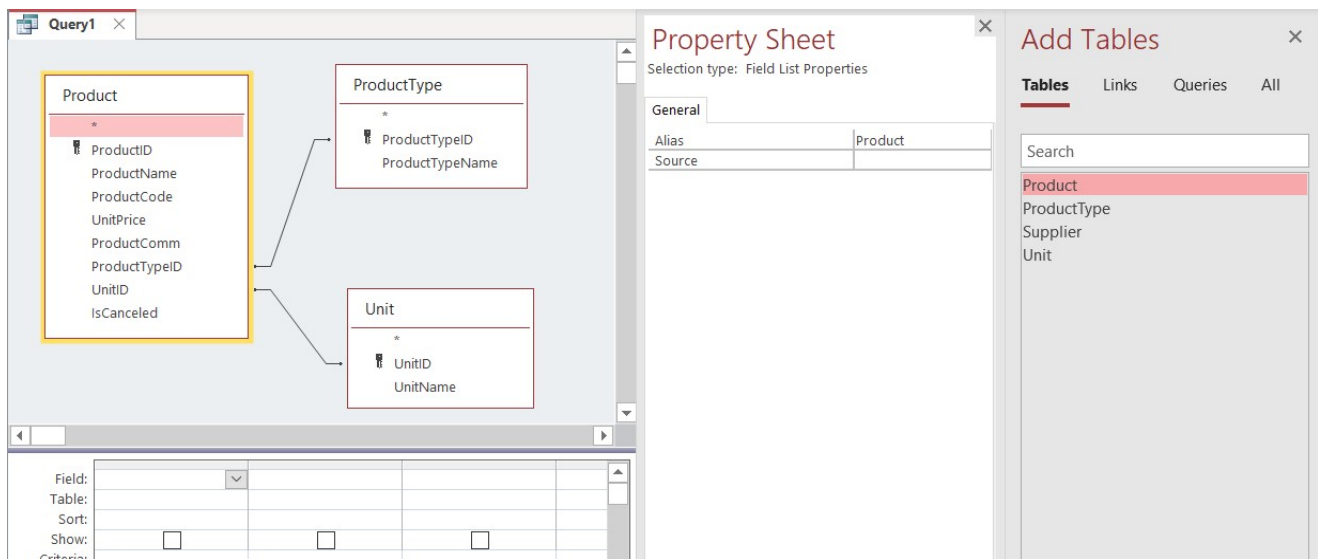 Query1
Product
*
ProductID
ProductName
ProductCode
UnitPrice
ProductComm
ProductTypeID
UnitID
IsCanceled
ProductType
*
ProductTypeID
ProductTypeName
Unit
*
UnitID
UnitName
Field:
Table:
Sort:
Show:
Criteria:
Property Sheet
Selection type: Field List Properties
General
Alias Product
Source
Add Tables
Tables Links Queries All
Search
Product
ProductType
Supplier
Unit